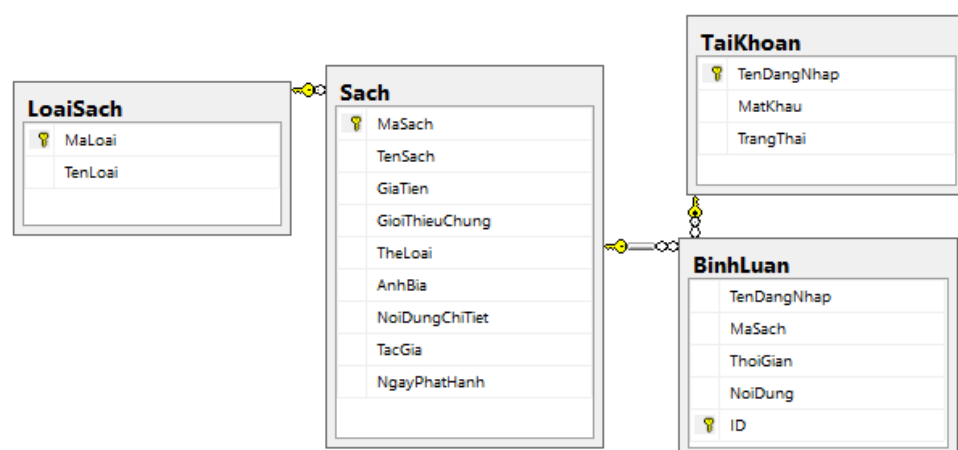 LoaiSach
MaLoai
TenLoai
Sach
MaSach
TenSach
GiaTien
GioiThieuChung
TheLoai
AnhBia
NoiDungChiTiet
TacGia
NgayPhatHanh
TaiKhoan
TenDangNhap
MatKhau
TrangThai
BinhLuan
TenDangNhap
MaSach
ThoiGian
NoiDung
ID